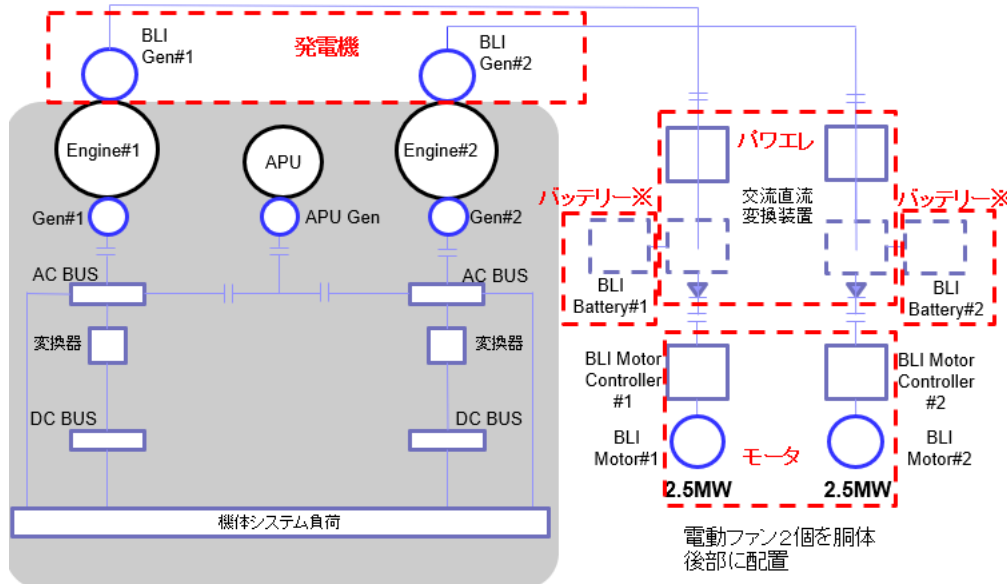 BLI
Gen#1
発電機
BLI
Gen#2
Engine#1
APU
Engine#2
Gen#1
APU Gen
Gen#2
AC BUS
AC BUS
変換器
変換器
DC BUS
DC BUS
機体システム負荷
パワエレ
バッテリー※
交流直流
変換装置
バッテリー※
BLI
Battery#1
BLI
Battery#2
BLI Motor
Controller
#1
BLI Motor
Controller
#2
BLI
Motor#1
モータ
BLI
Motor#2
2.5MW
2.5MW
電動ファン２個を胴体
後部に配置